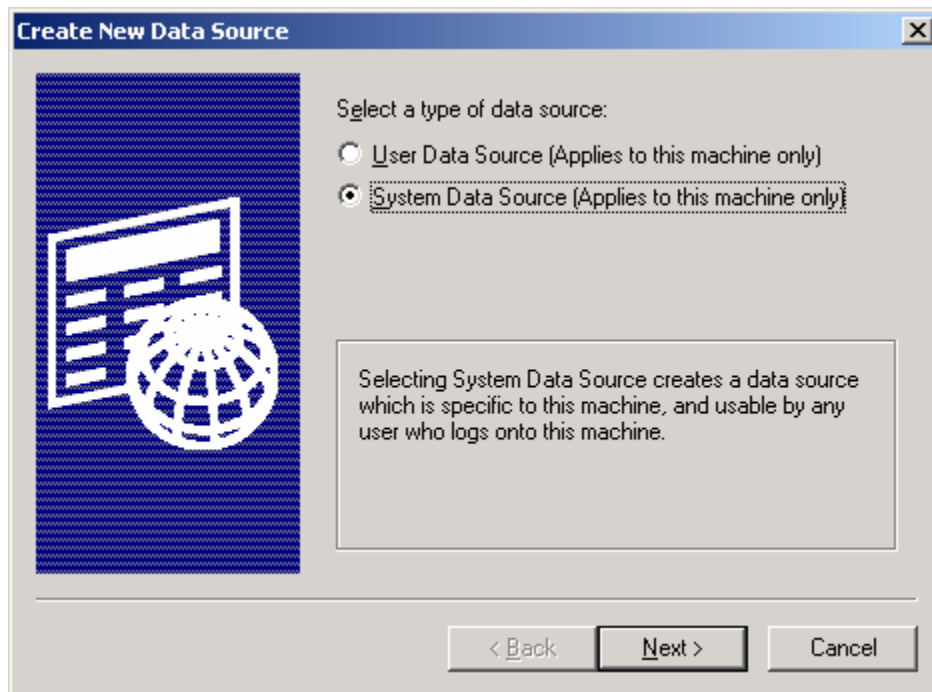 Create New Data Source
Select a type of data source:
User Data Source (Applies to this machine only)
System Data Source (Applies to this machine only)
Selecting System Data Source creates a data source
which is specific to this machine, and usable by any
user who logs onto this machine.
< Back
Next >
Cancel